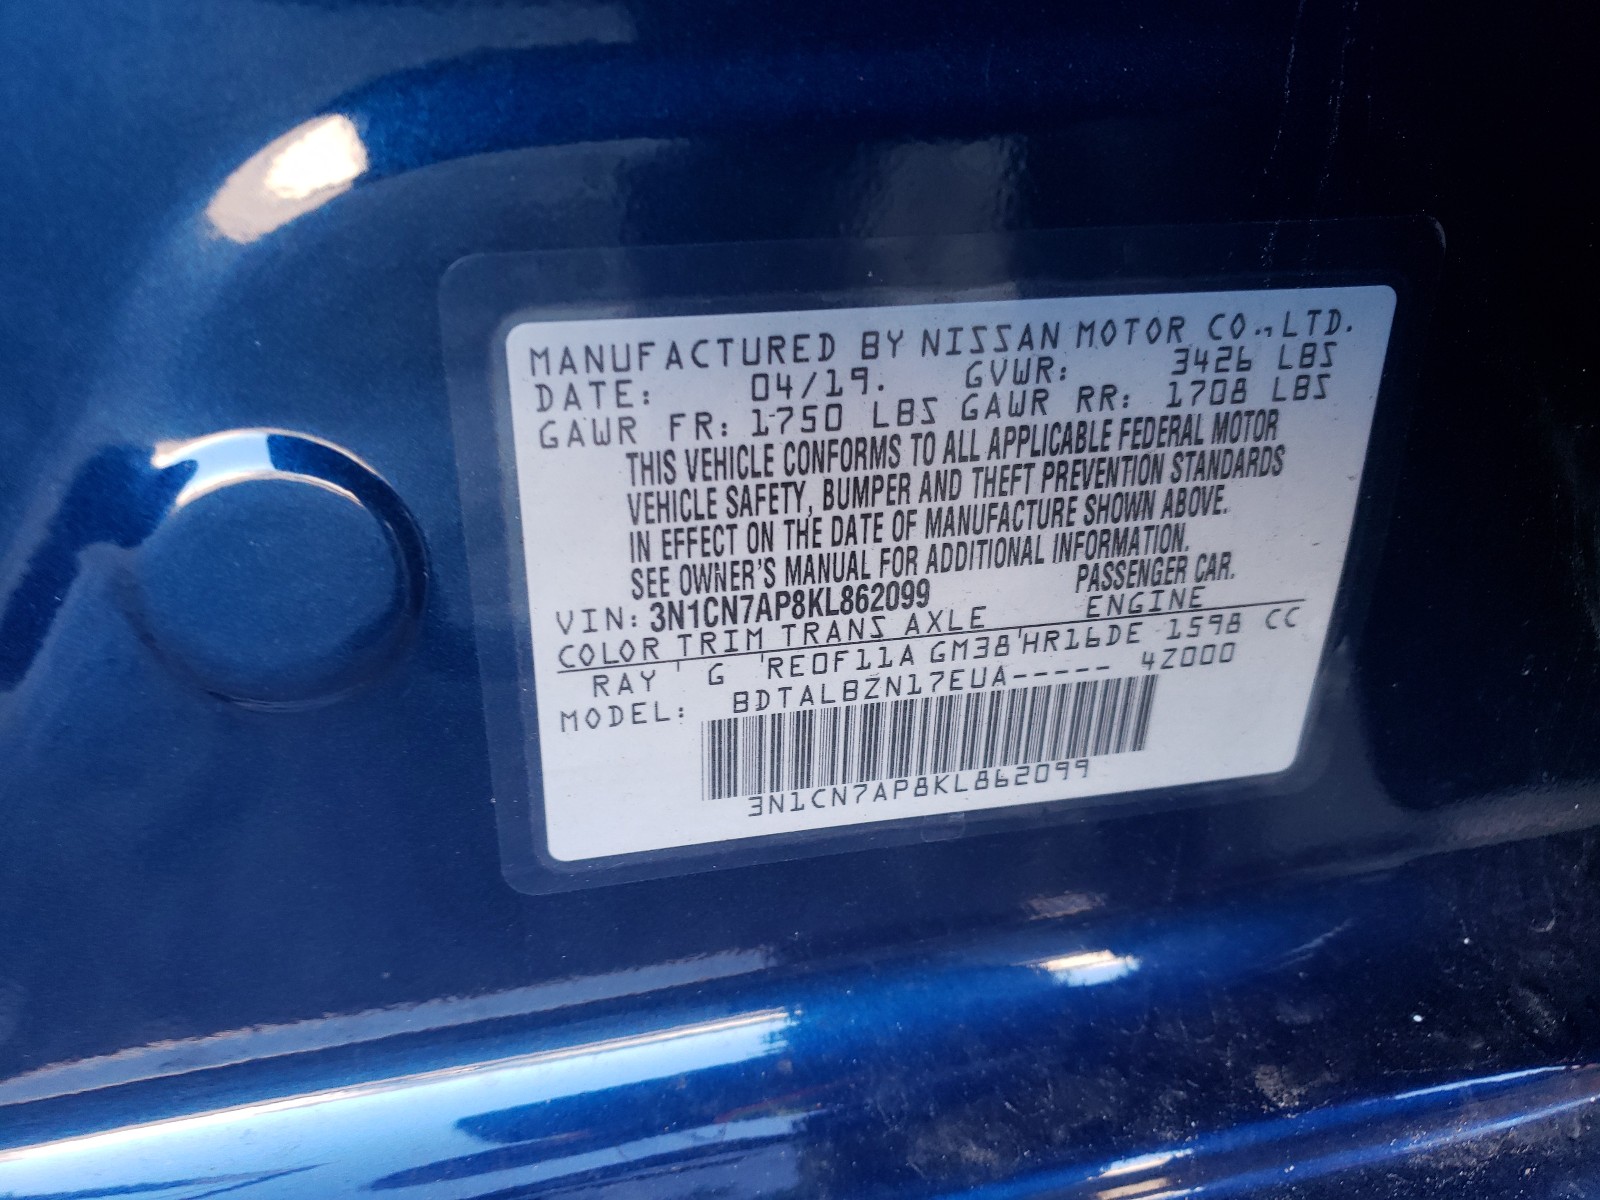 MANUFACTURED BY NISSAN MOTOR CO., LTD.
DATE: 04/19. GVWR: 3426 LBS
GAWR FR: 1750 LBS GAWR RR: 1708 LBS
THIS VEHICLE CONFORMS TO ALL APPLICABLE FEDERAL MOTOR
VEHICLE SAFETY, BUMPER AND THEFT PREVENTION STANDARDS
IN EFFECT ON THE DATE OF MANUFACTURE SHOWN ABOVE.
SEE OWNER'S MANUAL FOR ADDITIONAL INFORMATION.
VIN: 3N1CN7AP8KL862099 PASSENGER CAR.
COLOR TRIM TRANS AXLE ENGINE
RAY ' G 'RE0F11A GM38'HR16DE 1598 CC
MODEL: BDTALBZN17EUA----- 4Z000
3N1CN7AP8KL862099